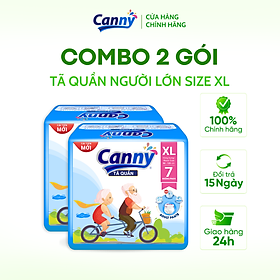 Canny
CỬA HÀNG
CHÍNH HÃNG
COMBO 2 GÓI
TÃ QUẦN NGƯỜI LỚN SIZE XL
100%
Chính hãng
Đổi trả
15 Ngày
Giao hàng
24h
MỚI
Canny
TÃ QUẦN
XL
7